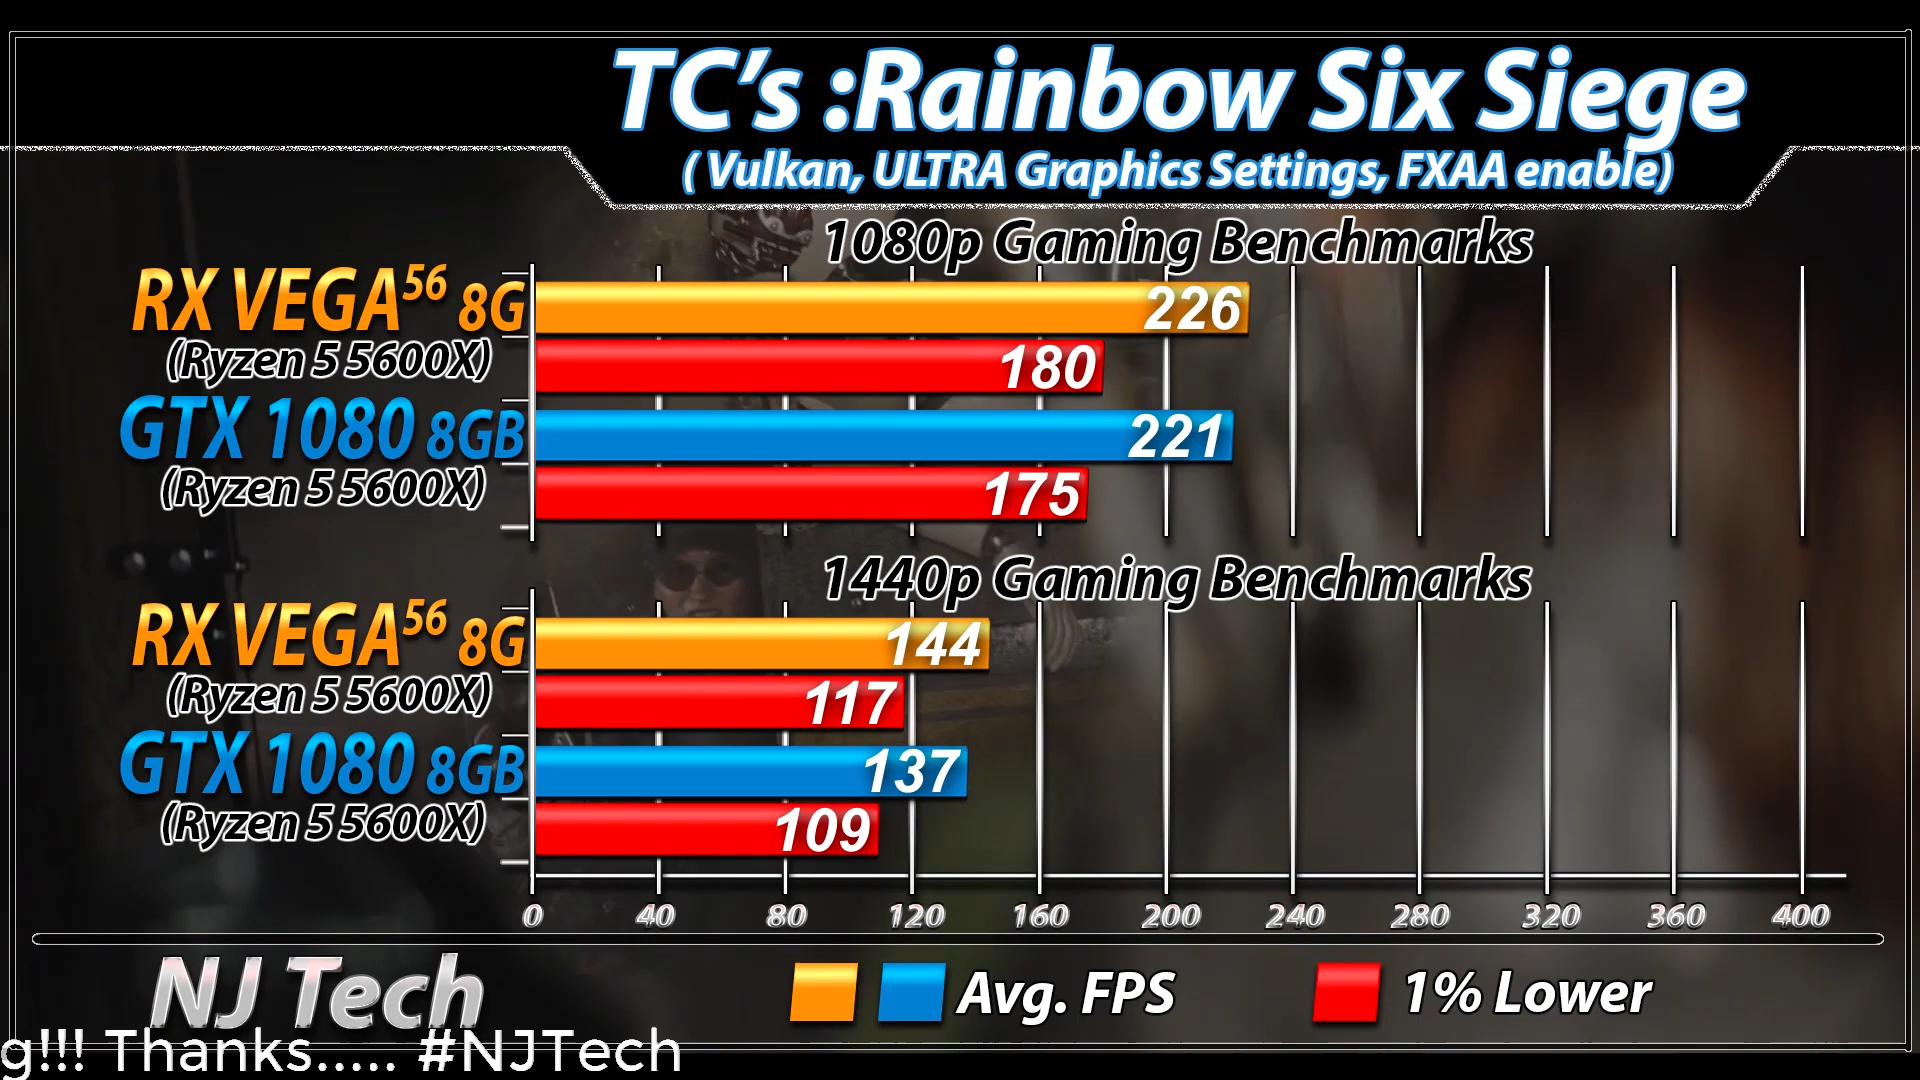 TC's :Rainbow Six Siege
( Vulkan, ULTRA Graphics Settings, FXAA enable)
1080p Gaming Benchmarks
RX VEGA56 8G
226
(Ryzen 5 5600X)
180
GTX 1080 8GB
221
(Ryzen 5 5600X)
175
1440p Gaming Benchmarks
RX VEGA56 8G
144
(Ryzen 5 5600X)
117
GTX 1080 8GB
137
(Ryzen 5 5600X)
109
0 40 80 120 160 200 240 280 320 360 400
NJ Tech
Avg. FPS
1% Lower
g!!! Thanks..... #NJTech